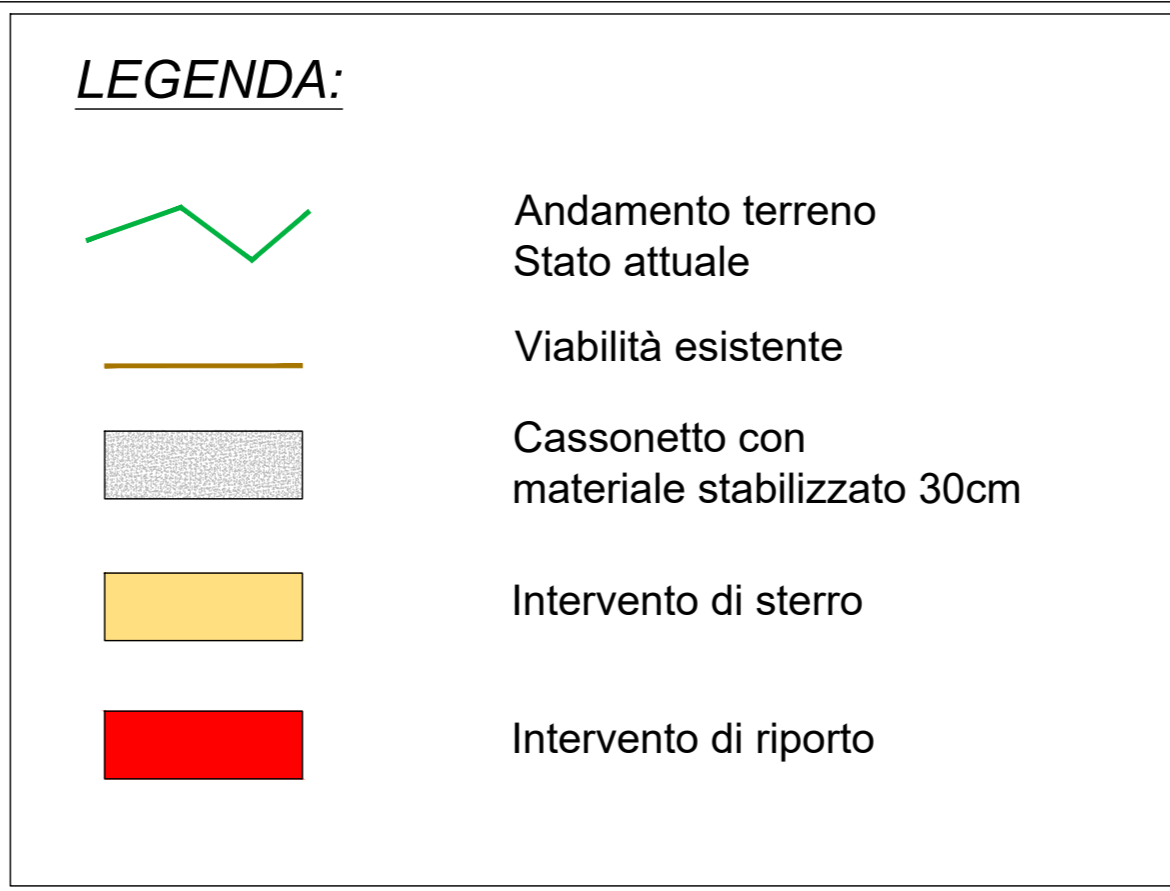 LEGENDA:
Andamento terreno
Stato attuale
Viabilità esistente
Cassonetto con
materiale stabilizzato 30cm
Intervento di sterro
Intervento di riporto